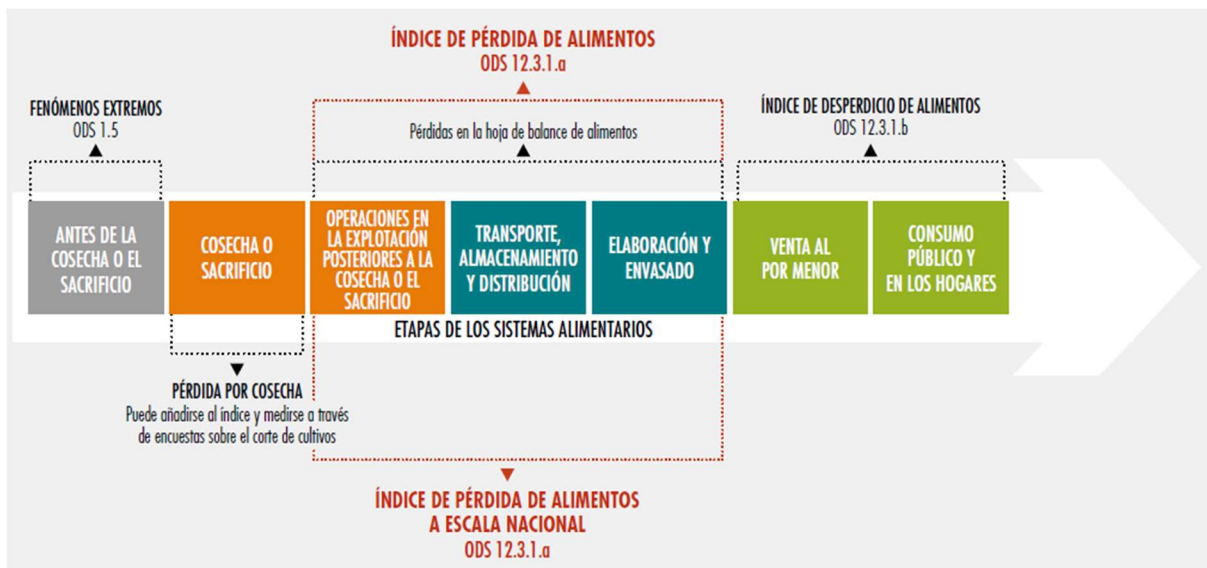 ÍNDICE DE PÉRDIDA DE ALIMENTOS
ODS 12.3.1.a
FENÓMENOS EXTREMOS
ODS 1.5
Pérdidas en la hoja de balance de alimentos
ÍNDICE DE DESPERDICIO DE ALIMENTOS
ODS 12.3.1.b
ANTES DE LA
COSECHA O EL
SACRIFICIO
COSECHA O
SACRIFICIO
OPERACIONES EN
LA EXPLOTACIÓN
POSTERIORES A LA
COSECHA O EL
SACRIFICIO
TRANSPORTE,
ALMACENAMIENTO
Y DISTRIBUCIÓN
ELABORACIÓN Y
ENVASADO
VENTA AL
POR MENOR
CONSUMO
PÚBLICO Y
EN LOS HOGARES
ETAPAS DE LOS SISTEMAS ALIMENTARIOS
PÉRDIDA POR COSECHA
Puede añadirse al índice y medirse a través
de encuestas sobre el corte de cultivos
ÍNDICE DE PÉRDIDA DE ALIMENTOS
A ESCALA NACIONAL
ODS 12.3.1.a